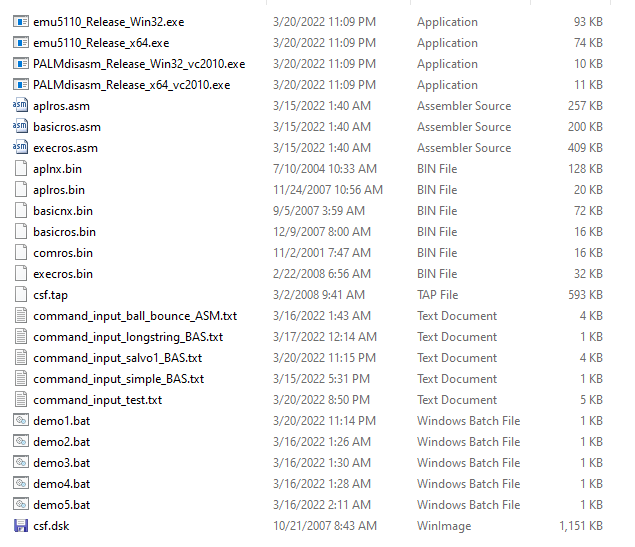 emu5110_Release_Win32.exe 3/20/2022 11:09 PM Application 93 KB
emu5110_Release_x64.exe 3/20/2022 11:09 PM Application 74 KB
PALMdisasm_Release_Win32_vc2010.exe 3/20/2022 11:09 PM Application 10 KB
PALMdisasm_Release_x64_vc2010.exe 3/20/2022 11:09 PM Application 11 KB
aplros.asm 3/15/2022 1:40 AM Assembler Source 257 KB
basicros.asm 3/15/2022 1:40 AM Assembler Source 200 KB
execros.asm 3/15/2022 1:40 AM Assembler Source 409 KB
aplnx.bin 7/10/2004 10:33 AM BIN File 128 KB
aplros.bin 11/24/2007 10:56 AM BIN File 20 KB
basicnx.bin 9/5/2007 3:59 AM BIN File 72 KB
basicros.bin 12/9/2007 8:00 AM BIN File 16 KB
comros.bin 11/2/2001 7:47 AM BIN File 16 KB
execros.bin 2/22/2008 6:56 AM BIN File 32 KB
csf.tap 3/2/2008 9:41 AM TAP File 593 KB
command_input_ball_bounce_ASM.txt 3/16/2022 1:43 AM Text Document 4 KB
command_input_longstring_BAS.txt 3/17/2022 12:14 AM Text Document 1 KB
command_input_salvo1_BAS.txt 3/20/2022 11:15 PM Text Document 4 KB
command_input_simple_BAS.txt 3/15/2022 5:31 PM Text Document 1 KB
command_input_test.txt 3/20/2022 8:50 PM Text Document 5 KB
demo1.bat 3/20/2022 11:14 PM Windows Batch File 1 KB
demo2.bat 3/16/2022 1:26 AM Windows Batch File 1 KB
demo3.bat 3/16/2022 1:30 AM Windows Batch File 1 KB
demo4.bat 3/16/2022 1:28 AM Windows Batch File 1 KB
demo5.bat 3/16/2022 2:11 AM Windows Batch File 1 KB
csf.dsk 10/21/2007 8:43 AM WinImage 1,151 KB